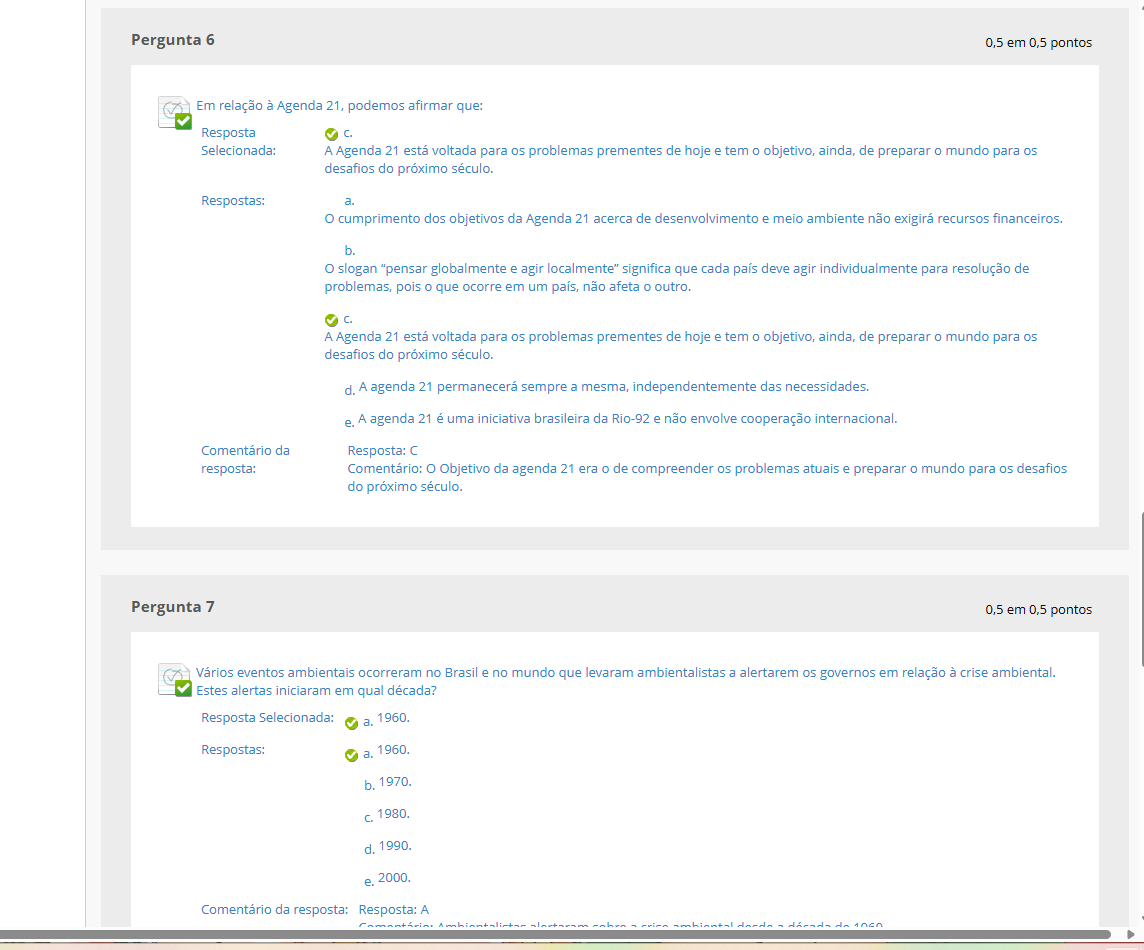 Pergunta 6
0,5 em 0,5 pontos
Em relação à Agenda 21, podemos afirmar que:
Resposta Selecionada:
c.
A Agenda 21 está voltada para os problemas prementes de hoje e tem o objetivo, ainda, de preparar o mundo para os
desafios do próximo século.
Respostas:
a.
O cumprimento dos objetivos da Agenda 21 acerca de desenvolvimento e meio ambiente não exigirá recursos financeiros.
b.
O slogan “pensar globalmente e agir localmente” significa que cada país deve agir individualmente para resolução de
problemas, pois o que ocorre em um país, não afeta o outro.
c.
A Agenda 21 está voltada para os problemas prementes de hoje e tem o objetivo, ainda, de preparar o mundo para os
desafios do próximo século.
d. A agenda 21 permanecerá sempre a mesma, independentemente das necessidades.
e. A agenda 21 é uma iniciativa brasileira da Rio-92 e não envolve cooperação internacional.
Comentário da resposta:
Resposta: C
Comentário: O Objetivo da agenda 21 era o de compreender os problemas atuais e preparar o mundo para os desafios
do próximo século.
Pergunta 7
0,5 em 0,5 pontos
Vários eventos ambientais ocorreram no Brasil e no mundo que levaram ambientalistas a alertarem os governos em relação à crise ambiental.
Estes alertas iniciaram em qual década?
Resposta Selecionada: a. 1960.
Respostas: a. 1960.
b. 1970.
c. 1980.
d. 1990.
e. 2000.
Comentário da resposta: Resposta: A
Comentário: Ambientalistas alertaram sobre a crise ambiental desde a década de 1960.